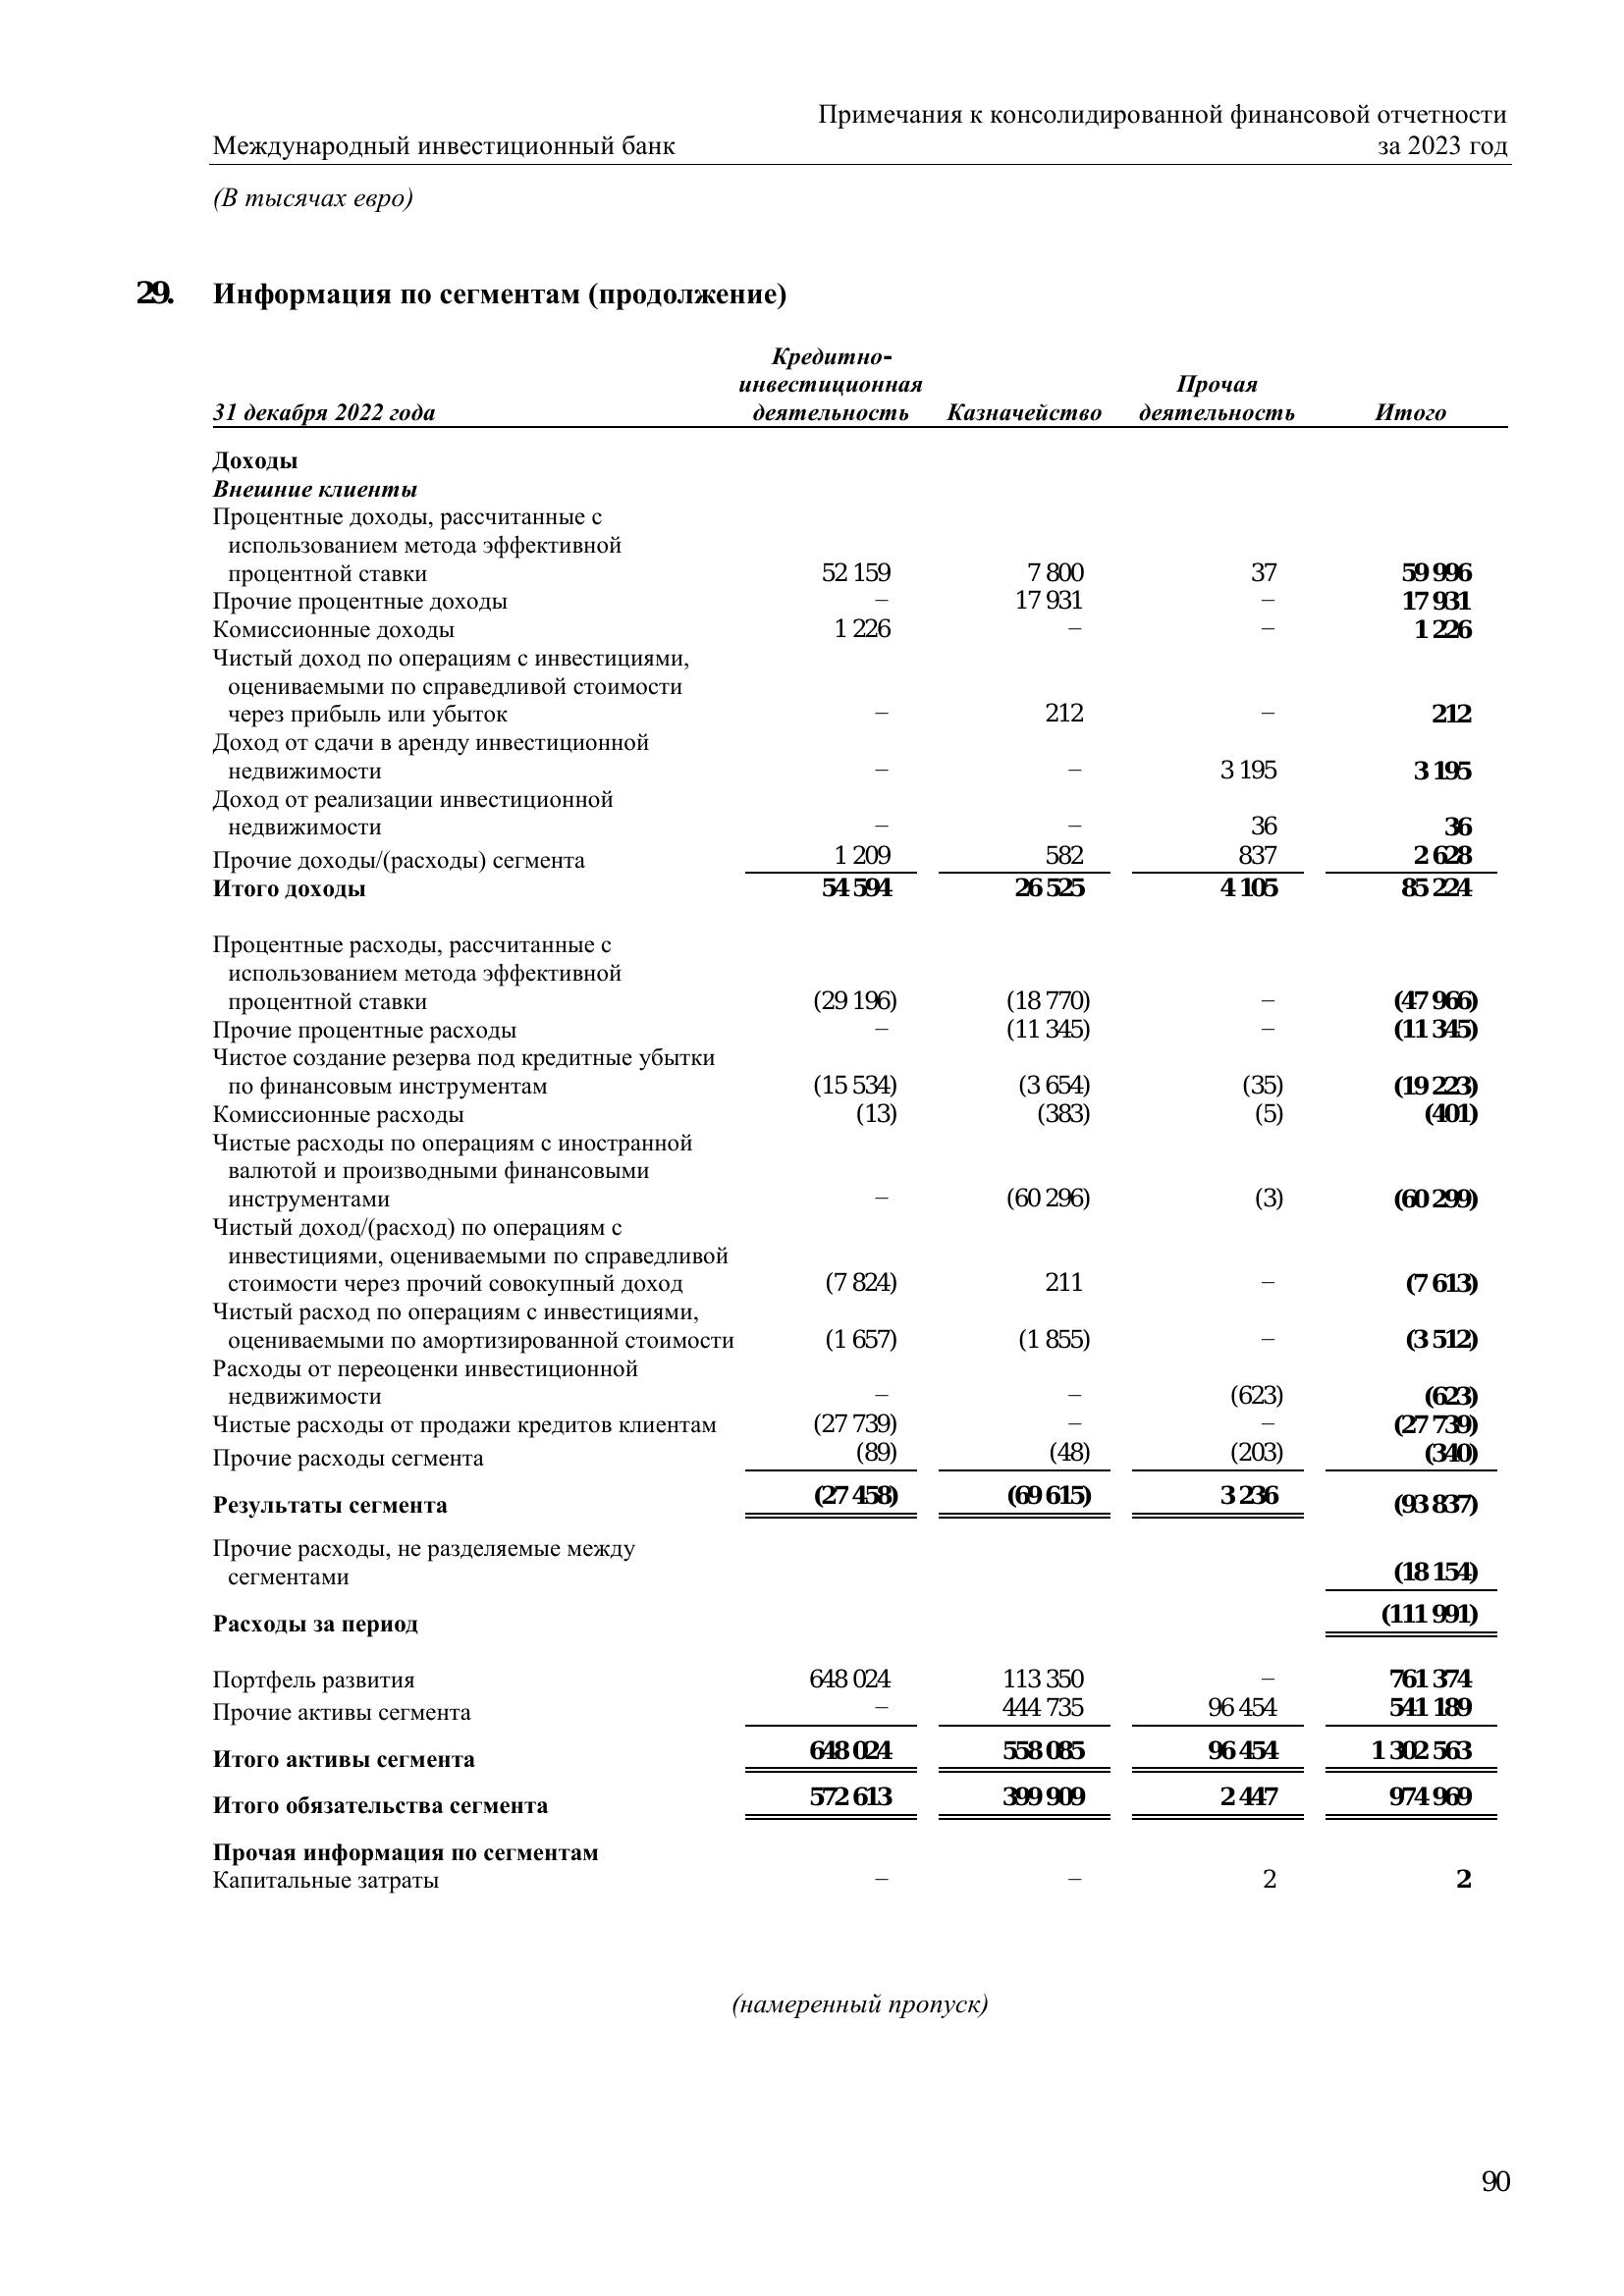 Примечания к консолидированной финансовой отчетности
Международный инвестиционный банк за 2023 год
(В тысячах евро)
29. Информация по сегментам (продолжение)
Кредитно-
инвестиционная Прочая
31 декабря 2022 года деятельность Казначейство деятельность Итого
Доходы
Внешние клиенты
Процентные доходы, рассчитанные с
использованием метода эффективной
процентной ставки 52 159 7 800 37 59 996
Прочие процентные доходы – 17 931 – 17 931
Комиссионные доходы 1 226 – – 1 226
Чистый доход по операциям с инвестициями,
оцениваемыми по справедливой стоимости
через прибыль или убыток – 212 – 212
Доход от сдачи в аренду инвестиционной
недвижимости – – 3 195 3 195
Доход от реализации инвестиционной
недвижимости – – 36 36
Прочие доходы/(расходы) сегмента 1 209 582 837 2 628
Итого доходы 54 594 26 525 4 105 85 224
Процентные расходы, рассчитанные с
использованием метода эффективной
процентной ставки (29 196) (18 770) – (47 966)
Прочие процентные расходы – (11 345) – (11 345)
Чистое создание резерва под кредитные убытки
по финансовым инструментам (15 534) (3 654) (35) (19 223)
Комиссионные расходы (13) (383) (5) (401)
Чистые расходы по операциям с иностранной
валютой и производными финансовыми
инструментами – (60 296) (3) (60 299)
Чистый доход/(расход) по операциям с
инвестициями, оцениваемыми по справедливой
стоимости через прочий совокупный доход (7 824) 211 – (7 613)
Чистый расход по операциям с инвестициями,
оцениваемыми по амортизированной стоимости (1 657) (1 855) – (3 512)
Расходы от переоценки инвестиционной
недвижимости – – (623) (623)
Чистые расходы от продажи кредитов клиентам (27 739) – – (27 739)
Прочие расходы сегмента (89) (48) (203) (340)
Результаты сегмента (27 458) (69 615) 3 236 (93 837)
Прочие расходы, не разделяемые между
сегментами (18 154)
Расходы за период (111 991)
Портфель развития 648 024 113 350 – 761 374
Прочие активы сегмента – 444 735 96 454 541 189
Итого активы сегмента 648 024 558 085 96 454 1 302 563
Итого обязательства сегмента 572 613 399 909 2 447 974 969
Прочая информация по сегментам
Капитальные затраты – – 2 2
(намеренный пропуск)
90